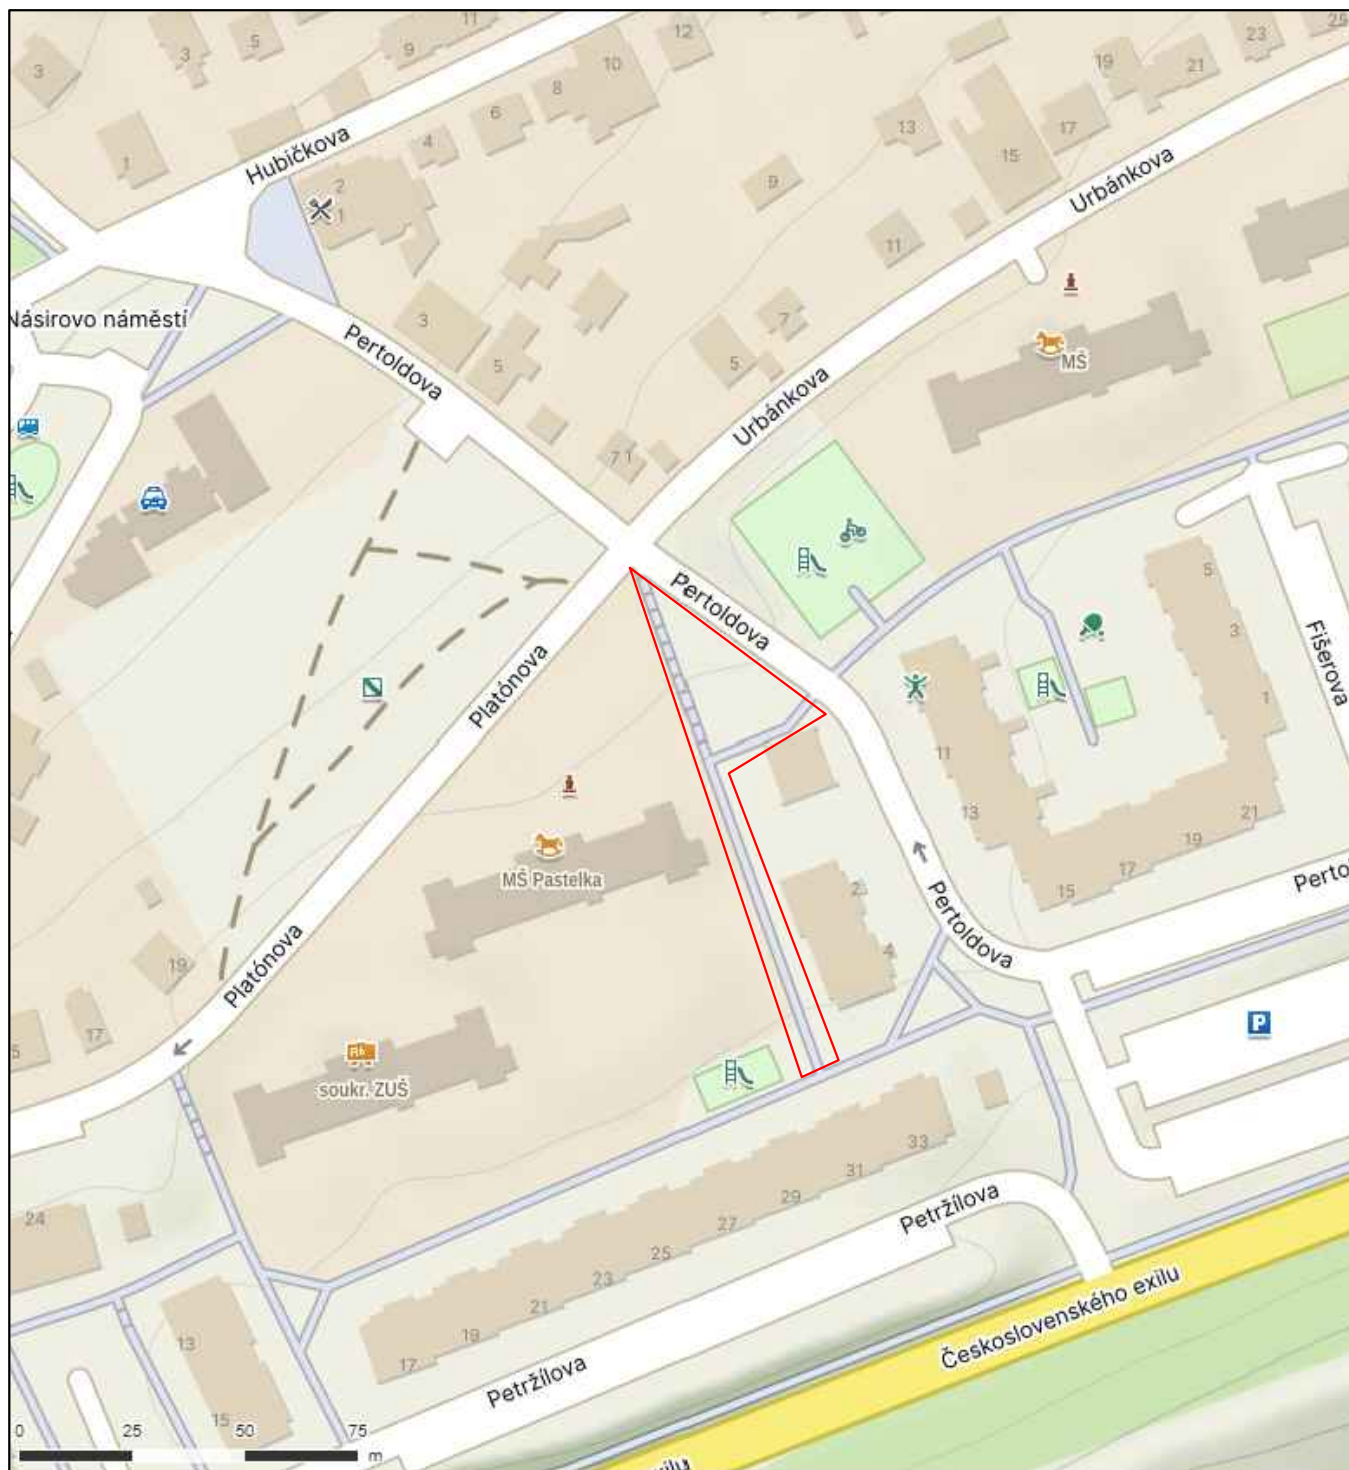 11
12
25
3
3
5
9
10
23
19
21
8
6
13
17
1
Hubičkova
4
15
2
1
9
Urbánkova
11
Násirovo náměstí
3
7
Pertoldova
5
5
MŠ
Urbánkova
7 1
5
Pertoldova
3
Fišerova
Platónova
1
11
13
21
19
MŠ Pastelka
17
Perto
2
15
Pertoldova
4
Platónova
19
17
5
P
soukr. ZUŠ
33
31
29
Petržílova
24
27
25
23
Československého exilu
21
13
19
17
Petržílova
15
0 25 50 75
m
exilu